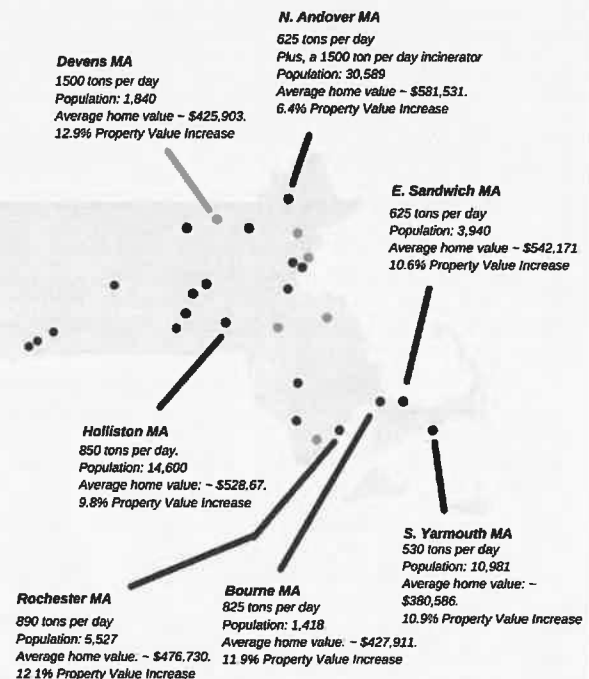 N. Andover MA
625 tons per day
Plus, a 1500 ton per day incinerator
Population: 30,589
Average home value ~ $581,531.
6.4% Property Value Increase
Devens MA
1500 tons per day
Population: 1,840
Average home value ~ $425,903.
12.9% Property Value Increase
E. Sandwich MA
625 tons per day
Population: 3,940
Average home value ~ $542,171
10.6% Property Value Increase
Holliston MA
850 tons per day.
Population: 14,600
Average home value: ~ $528,67.
9.8% Property Value Increase
S. Yarmouth MA
530 tons per day
Population: 10,981
Average home value: ~
$380,586.
10.9% Property Value Increase
Rochester MA
890 tons per day
Population: 5,527
Average home value. ~ $476,730.
12 1% Property Value Increase
Bourne MA
825 tons per day
Population: 1,418
Average home value. ~ $427,911.
11 9% Property Value Increase